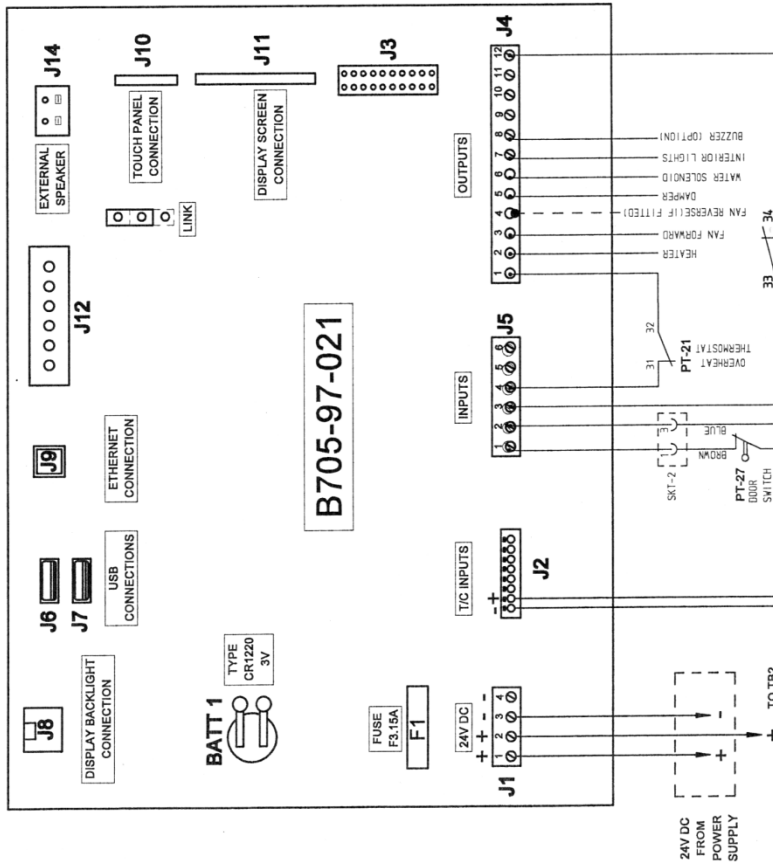 J14
EXTERNAL
SPEAKER
J10
TOUCH PANEL
CONNECTION
J11
DISPLAY SCREEN
CONNECTION
J3
LINK
J12
J9
ETHERNET
CONNECTION
J6
J7
USB
CONNECTIONS
J8
DISPLAY BACKLIGHT
CONNECTION
BATT 1
TYPE
CR1220
3V
B705-97-021
FUSE
F3.15A
F1
24V DC
+ + - -
1 2 3 4
J1
T/C INPUTS
- +
J2
INPUTS
1 2 3 4 5 6
J5
OUTPUTS
1 2 3 4 5 6 7 8 9 10 11 12
J4
HEATER
FAN FORWARD
FAN REVERSE(IF FITTED)
DAMPER
WATER SOLENOID
INTERIOR LIGHTS
BUZZER (OPTION)
31 32
PT-21
OVERHEAT
THERMOSTAT
33 34
SKT-2
1 3
BROWN
BLUE
PT-27
DOOR
SWITCH
24V DC
FROM
POWER
SUPPLY
+ -
+ TO TB2